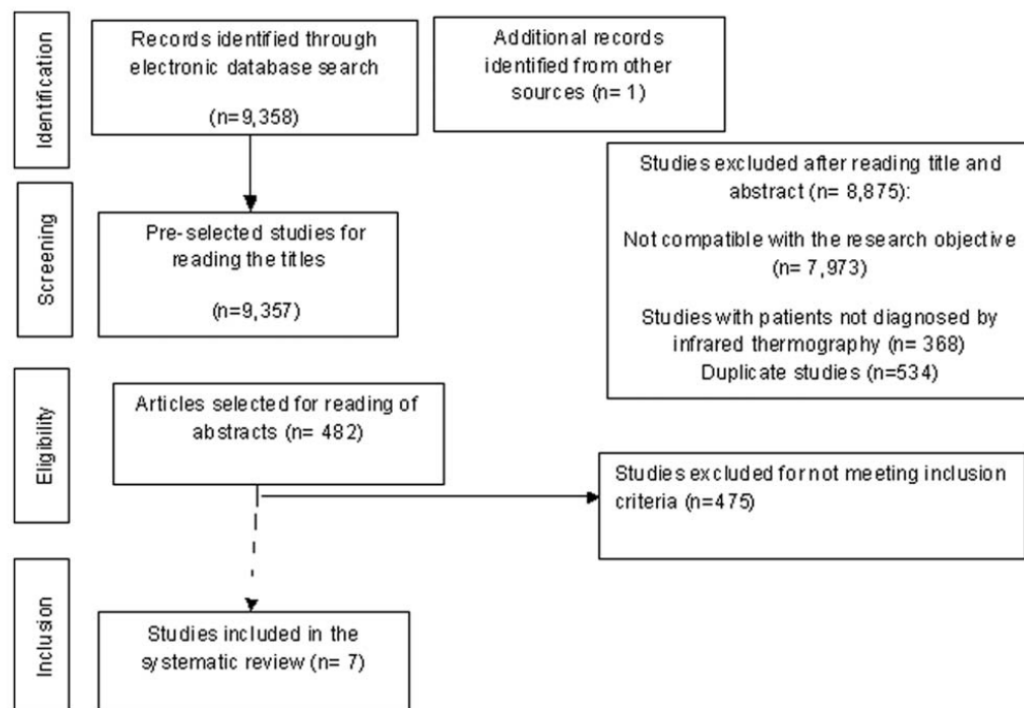 Identification
Records identified through
electronic database search
(n=9,358)
Additional records
identified from other
sources (n= 1)
Screening
Pre-selected studies for
reading the titles
(n=9,357)
Studies excluded after reading title and
abstract (n= 8,875):
Not compatible with the research objective
(n= 7,973)
Studies with patients not diagnosed by
infrared thermography (n= 368)
Duplicate studies (n=534)
Eligibility
Articles selected for reading of
abstracts (n= 482)
Studies excluded for not meeting inclusion
criteria (n=475)
Inclusion
Studies included in the
systematic review (n= 7)